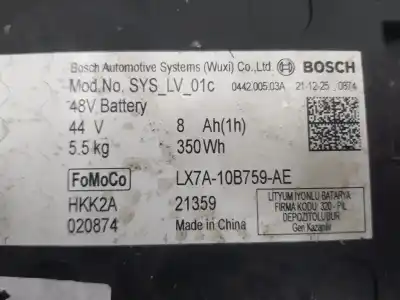 Bosch Automotive Systems (Wuxi) Co.,Ltd. BOSCH
Mod.No. SYS_LV_01c 0442.005.03A 21-12-25 .0874
48V Battery
44 V 8 Ah(1h)
5.5 kg 350 Wh
FoMoCo LX7A-10B759-AE
HKK2A 21359
020874 Made in China
LITYUM IYONLU BATARYA
FIRMA KODU: 320 - PIL
DEPOZITOLUDUR
Geri Kazanılır